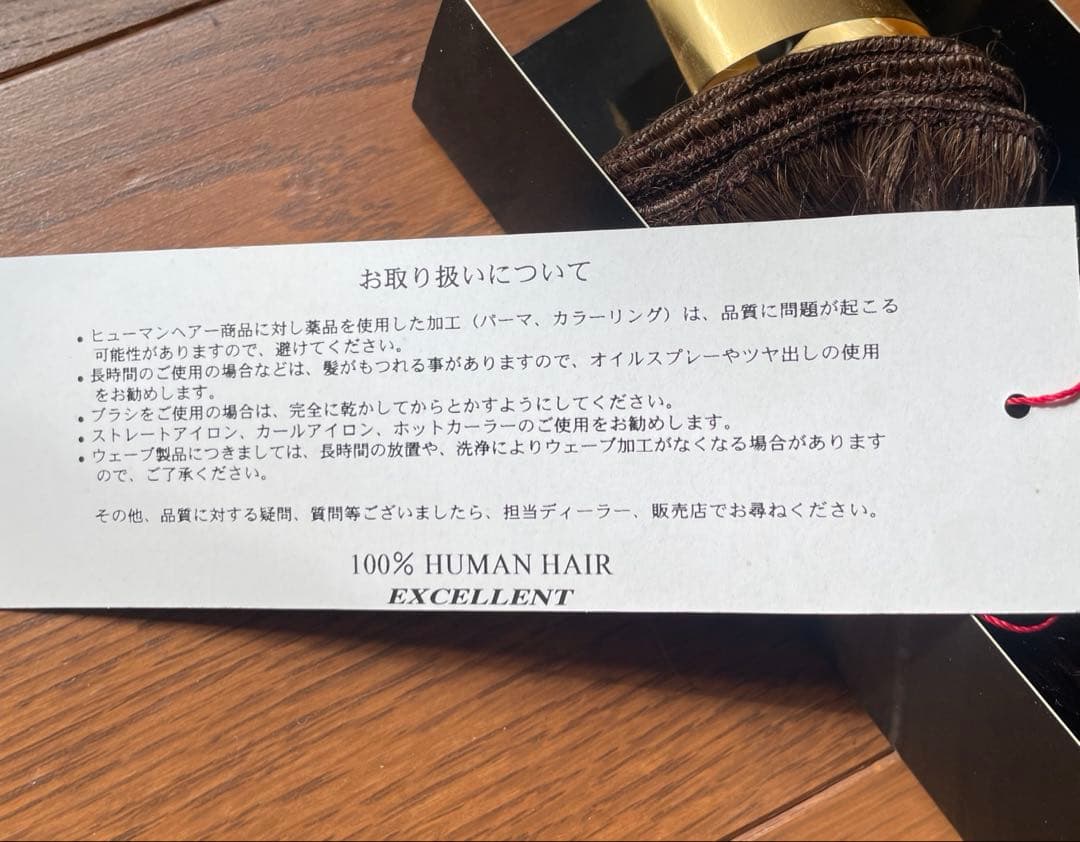 お取り扱いについて
・ヒューマンヘアー商品に対し薬品を使用した加工（パーマ、カラーリング）は、品質に問題が起こる
可能性がありますので、避けてください。
・長時間のご使用の場合などは、髪がもつれる事がありますので、オイルスプレーやツヤ出しの使用
をお勧めします。
・ブラシをご使用の場合は、完全に乾かしてからとかすようにしてください。
・ストレートアイロン、カールアイロン、ホットカーラーのご使用をお勧めします。
・ウェーブ製品につきましては、長時間の放置や、洗浄によりウェーブ加工がなくなる場合があります
ので、ご了承ください。
その他、品質に対する疑問、質問等ございましたら、担当ディーラー、販売店でお尋ねください。
100% HUMAN HAIR
EXCELLENT